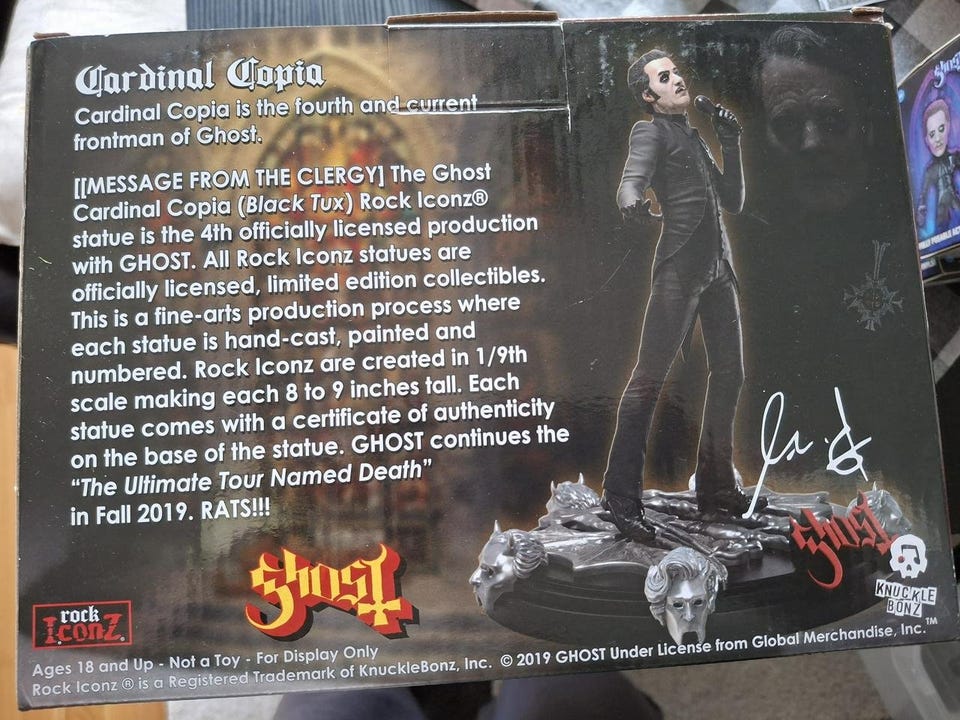 Cardinal Copia
Cardinal Copia is the fourth and current
frontman of Ghost.
[[MESSAGE FROM THE CLERGY] The Ghost
Cardinal Copia (Black Tux) Rock Iconz®
statue is the 4th officially licensed production
with GHOST. All Rock Iconz statues are
officially licensed, limited edition collectibles.
This is a fine-arts production process where
each statue is hand-cast, painted and
numbered. Rock Iconz are created in 1/9th
scale making each 8 to 9 inches tall. Each
statue comes with a certificate of authenticity
on the base of the statue. GHOST continues the
“The Ultimate Tour Named Death”
in Fall 2019. RATS!!!
Ghost
Ghost
rock
IconZ.
KNUCKLE
BONZ™
Ages 18 and Up - Not a Toy - For Display Only
Rock Iconz ® is a Registered Trademark of KnuckleBonz, Inc. © 2019 GHOST Under License from Global Merchandise, Inc.
Ghost